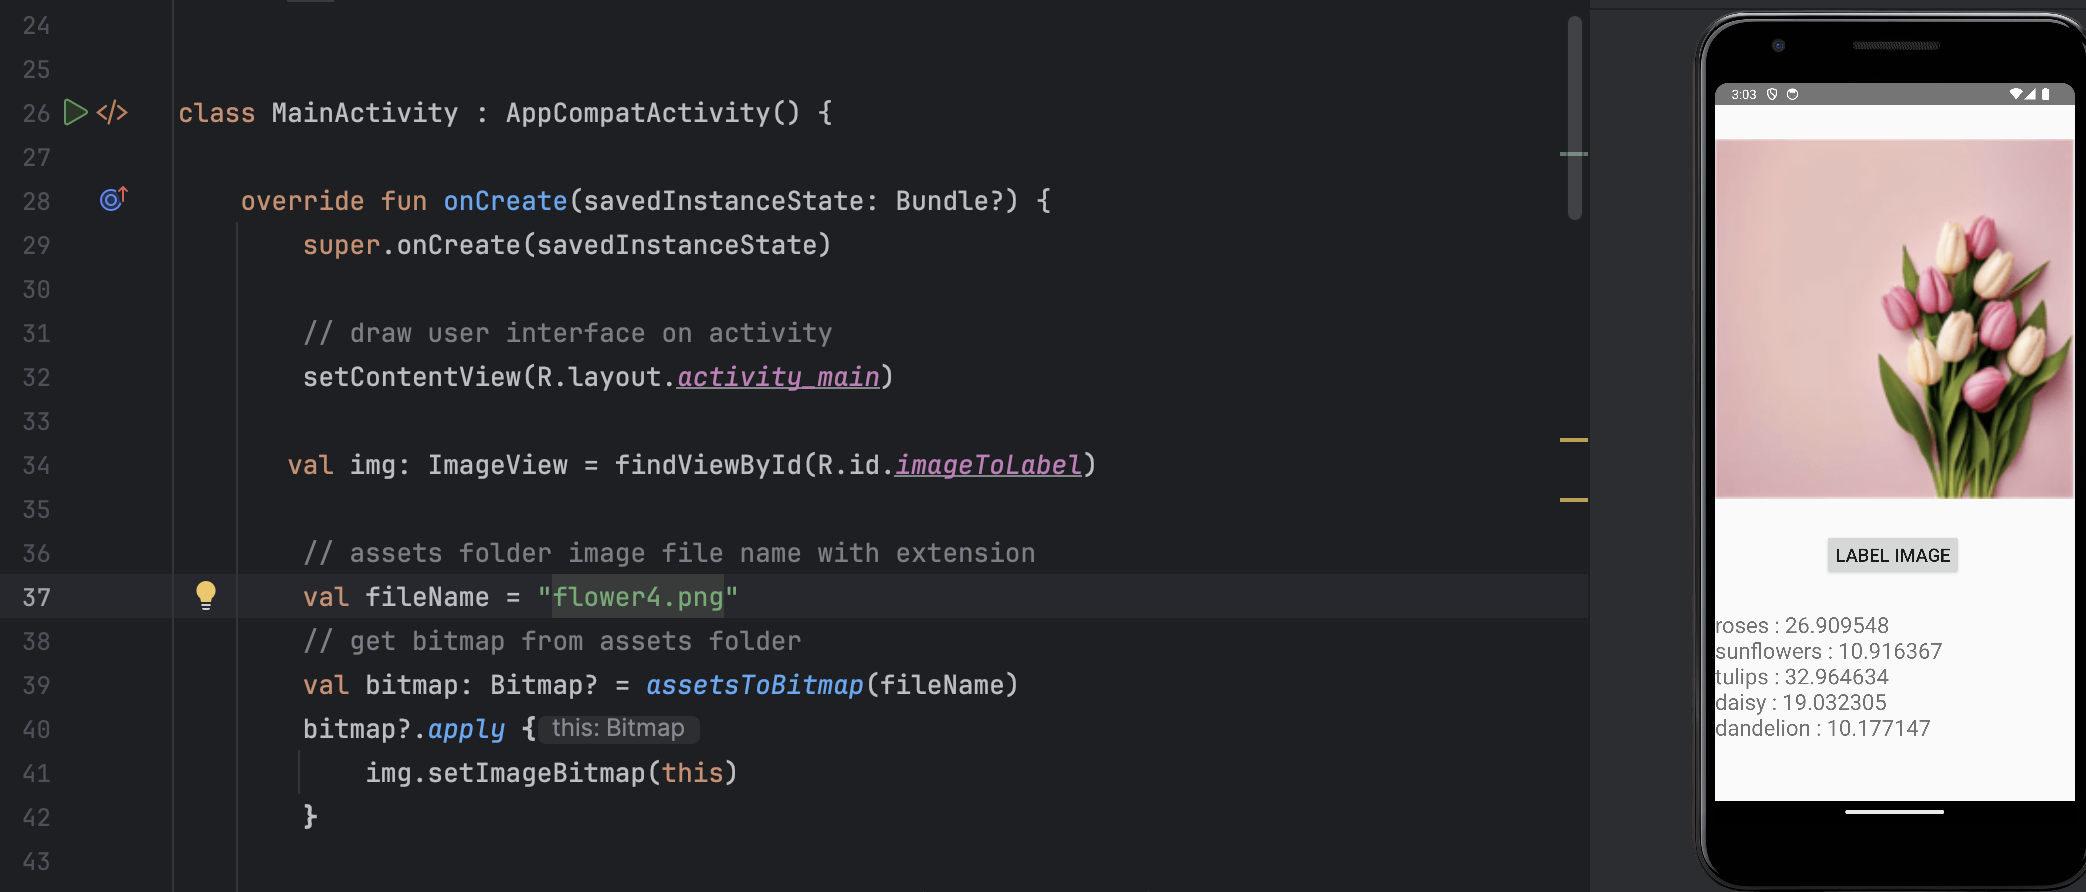 24
25
26 class MainActivity : AppCompatActivity() {
27
28 override fun onCreate(savedInstanceState: Bundle?) {
29 super.onCreate(savedInstanceState)
30
31 // draw user interface on activity
32 setContentView(R.layout.activity_main)
33
34 val img: ImageView = findViewById(R.id.imageToLabel)
35
36 // assets folder image file name with extension
37 val fileName = "flower4.png"
38 // get bitmap from assets folder
39 val bitmap: Bitmap? = assetsToBitmap(fileName)
40 bitmap?.apply { this: Bitmap
41 img.setImageBitmap(this)
42 }
43
3:03
LABEL IMAGE
roses : 26.909548
sunflowers : 10.916367
tulips : 32.964634
daisy : 19.032305
dandelion : 10.177147